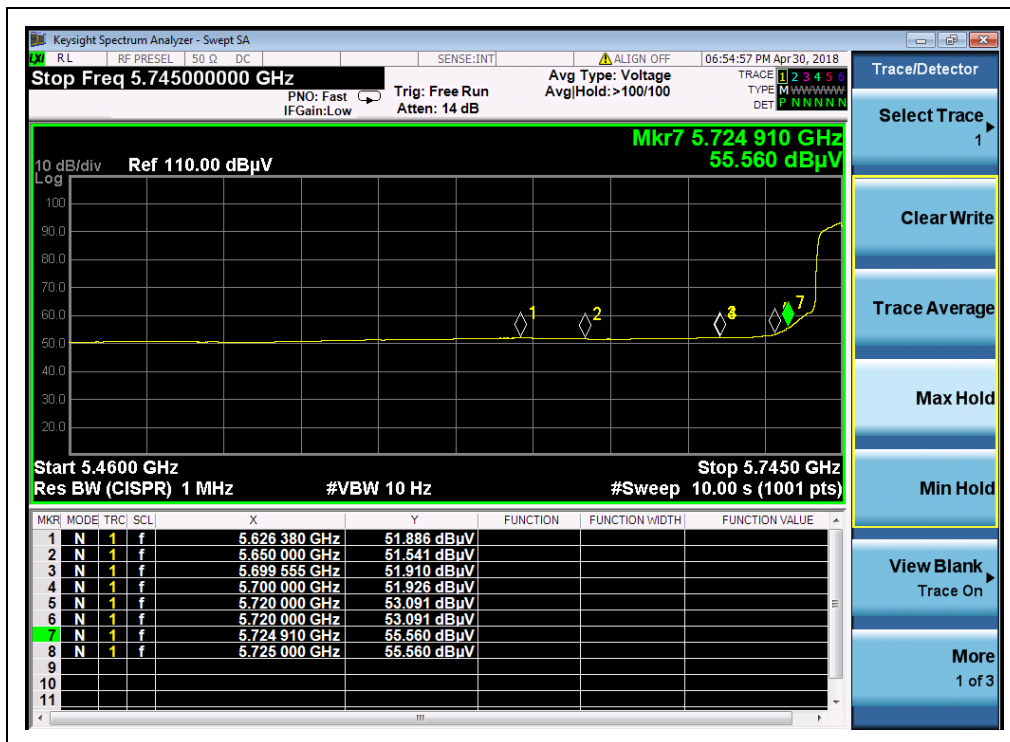 Keysight Spectrum Analyzer - Swept SA
LXI RL RF PRESEL 50 Ω DC SENSE:INT ALIGN OFF 06:54:57 PM Apr 30, 2018
Stop Freq 5.745000000 GHz
PNO: Fast
IFGain:Low
Trig: Free Run
Atten: 14 dB
Avg Type: Voltage
Avg|Hold:>100/100
TRACE 1 2 3 4 5 6
TYPE M W W W W W
DET P N N N N N
Mkr7 5.724 910 GHz
55.560 dBµV
10 dB/div Ref 110.00 dBµV
Log
100
90.0
80.0
70.0
60.0
50.0
40.0
30.0
20.0
1
2
7
Start 5.4600 GHz Stop 5.7450 GHz
Res BW (CISPR) 1 MHz #VBW 10 Hz #Sweep 10.00 s (1001 pts)
MKR MODE TRC SCL X Y FUNCTION FUNCTION WIDTH FUNCTION VALUE
1 N 1 f 5.626 380 GHz 51.886 dBµV
2 N 1 f 5.650 000 GHz 51.541 dBµV
3 N 1 f 5.699 555 GHz 51.910 dBµV
4 N 1 f 5.700 000 GHz 51.926 dBµV
5 N 1 f 5.720 000 GHz 53.091 dBµV
6 N 1 f 5.720 000 GHz 53.091 dBµV
7 N 1 f 5.724 910 GHz 55.560 dBµV
8 N 1 f 5.725 000 GHz 55.560 dBµV
9
10
11
Trace/Detector
Select Trace
1
Clear Write
Trace Average
Max Hold
Min Hold
View Blank
Trace On
More
1 of 3